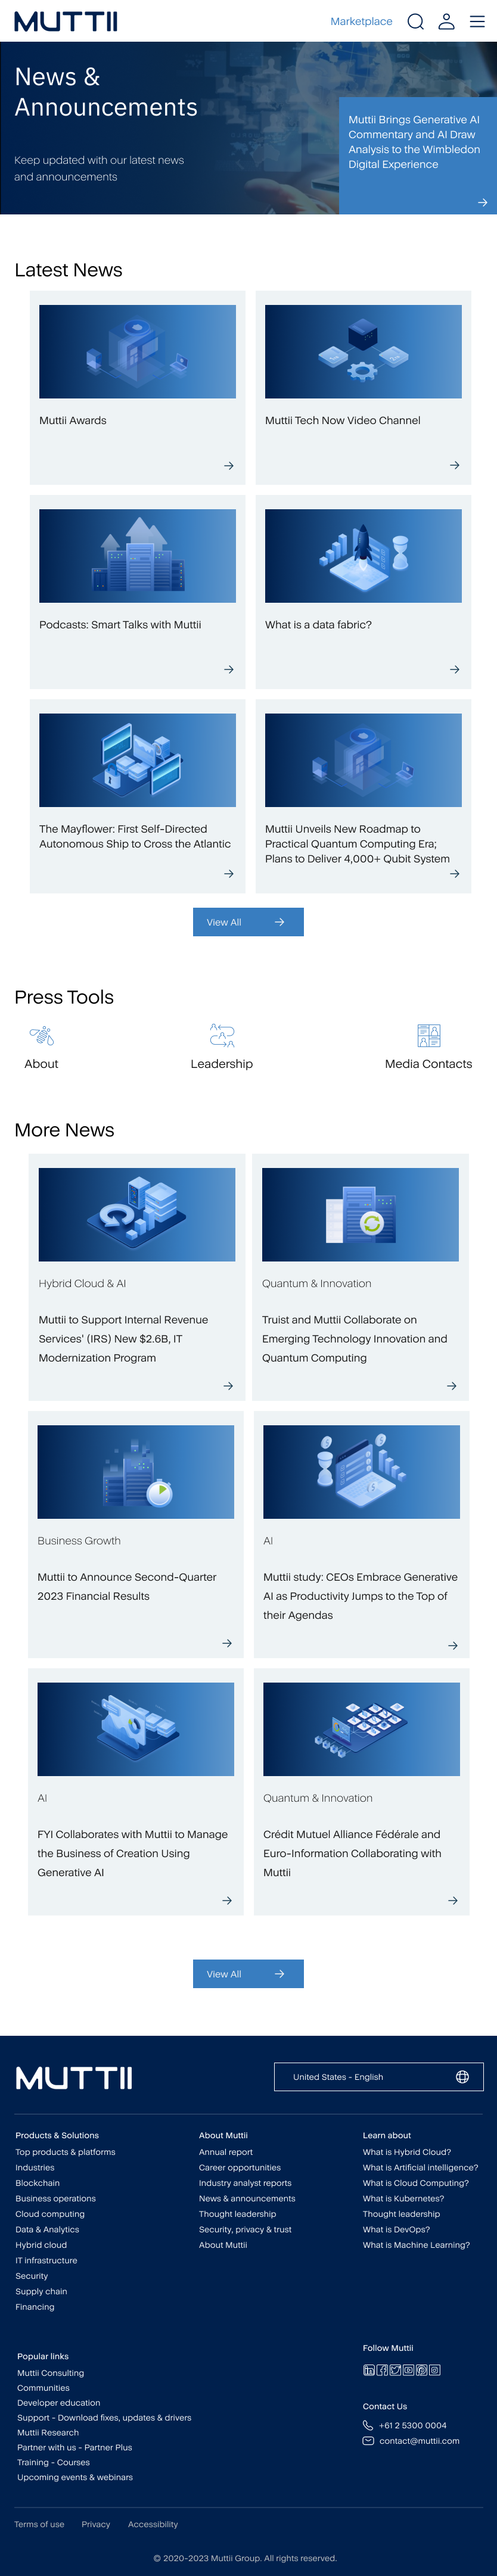 MUTTII
Marketplace
News &
Announcements
Keep updated with our latest news
and announcements
Muttii Brings Generative AI
Commentary and AI Draw
Analysis to the Wimbledon
Digital Experience
Latest News
Muttii Awards
Muttii Tech Now Video Channel
Podcasts: Smart Talks with Muttii
What is a data fabric?
The Mayflower: First Self-Directed
Autonomous Ship to Cross the Atlantic
Muttii Unveils New Roadmap to
Practical Quantum Computing Era;
Plans to Deliver 4,000+ Qubit System
View All
Press Tools
About
Leadership
Media Contacts
More News
Hybrid Cloud & AI
Muttii to Support Internal Revenue
Services' (IRS) New $2.6B, IT
Modernization Program
Quantum & Innovation
Truist and Muttii Collaborate on
Emerging Technology Innovation and
Quantum Computing
Business Growth
Muttii to Announce Second-Quarter
2023 Financial Results
AI
Muttii study: CEOs Embrace Generative
AI as Productivity Jumps to the Top of
their Agendas
AI
FYI Collaborates with Muttii to Manage
the Business of Creation Using
Generative AI
Quantum & Innovation
Crédit Mutuel Alliance Fédérale and
Euro-Information Collaborating with
Muttii
View All
MUTTII
United States - English
Products & Solutions
Top products & platforms
Industries
Blockchain
Business operations
Cloud computing
Data & Analytics
Hybrid cloud
IT infrastructure
Security
Supply chain
Financing
About Muttii
Annual report
Career opportunities
Industry analyst reports
News & announcements
Thought leadership
Security, privacy & trust
About Muttii
Learn about
What is Hybrid Cloud?
What is Artificial intelligence?
What is Cloud Computing?
What is Kubernetes?
Thought leadership
What is DevOps?
What is Machine Learning?
Popular links
Muttii Consulting
Communities
Developer education
Support - Download fixes, updates & drivers
Muttii Research
Partner with us - Partner Plus
Training - Courses
Upcoming events & webinars
Follow Muttii
Contact Us
+61 2 5300 0004
contact@muttii.com
Terms of use
Privacy
Accessibility
© 2020-2023 Muttii Group. All rights reserved.